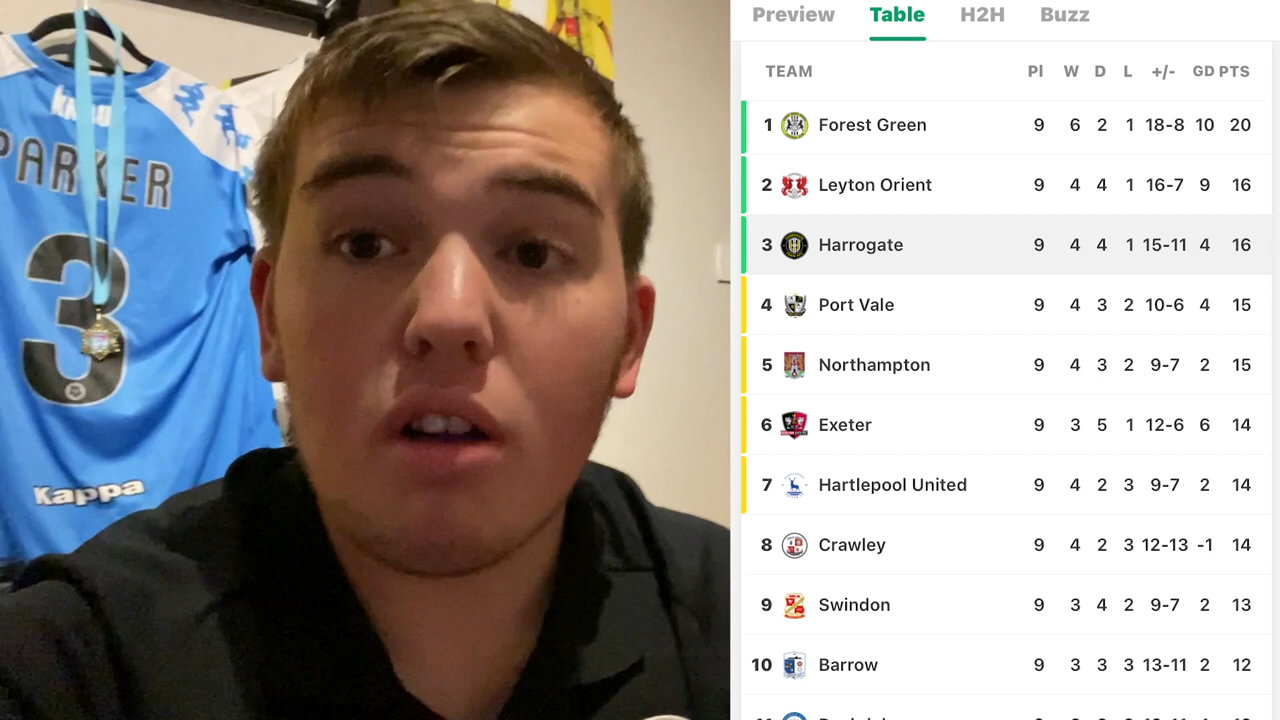 Kappa
PARKER
3
Kappa
Preview Table H2H Buzz
TEAM Pl W D L +/- GD PTS
1 Forest Green 9 6 2 1 18-8 10 20
2 Leyton Orient 9 4 4 1 16-7 9 16
3 Harrogate 9 4 4 1 15-11 4 16
4 Port Vale 9 4 3 2 10-6 4 15
5 Northampton 9 4 3 2 9-7 2 15
6 Exeter 9 3 5 1 12-6 6 14
7 Hartlepool United 9 4 2 3 9-7 2 14
8 Crawley 9 4 2 3 12-13 -1 14
9 Swindon 9 3 4 2 9-7 2 13
10 Barrow 9 3 3 3 13-11 2 12